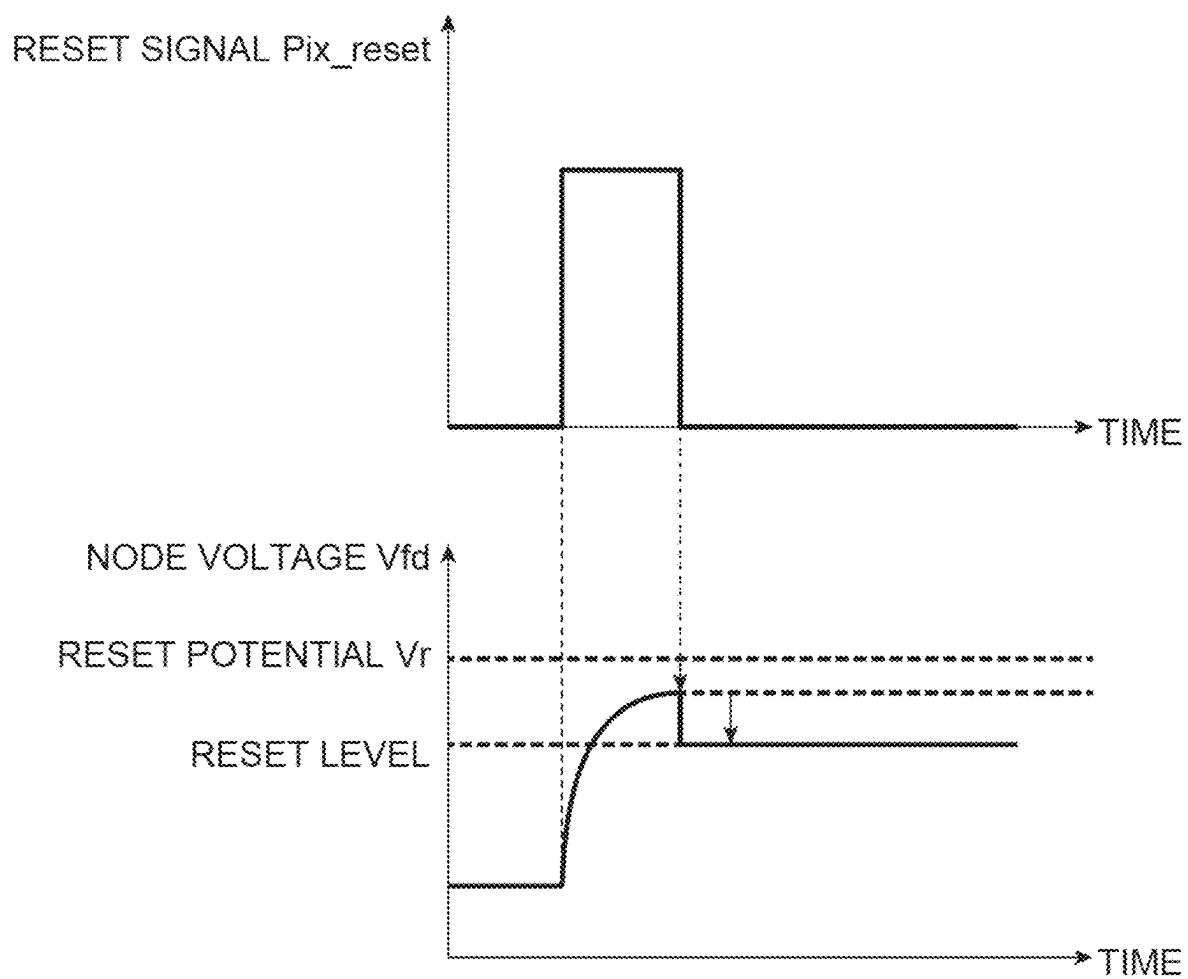 RESET SIGNAL Pix_reset
TIME
NODE VOLTAGE Vfd
RESET POTENTIAL Vr
RESET LEVEL
TIME